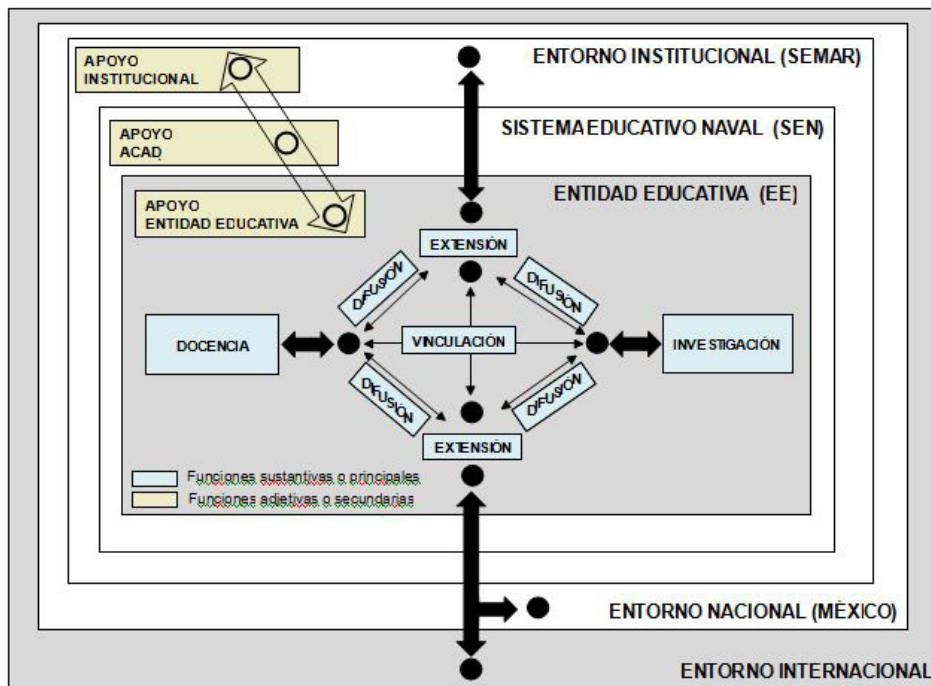 APOYO
INSTITUCIONAL
ENTORNO INSTITUCIONAL (SEMAR)
APOYO
ACAD
SISTEMA EDUCATIVO NAVAL (SEN)
APOYO
ENTIDAD EDUCATIVA
ENTIDAD EDUCATIVA (EE)
EXTENSIÓN
DIFUSIÓN
DIFUSIÓN
DOCENCIA
VINCULACIÓN
INVESTIGACIÓN
DIFUSIÓN
DIFUSIÓN
EXTENSIÓN
Funciones sustantivas o principales
Funciones adjetivas o secundarias
ENTORNO NACIONAL (MÉXICO)
ENTORNO INTERNACIONAL